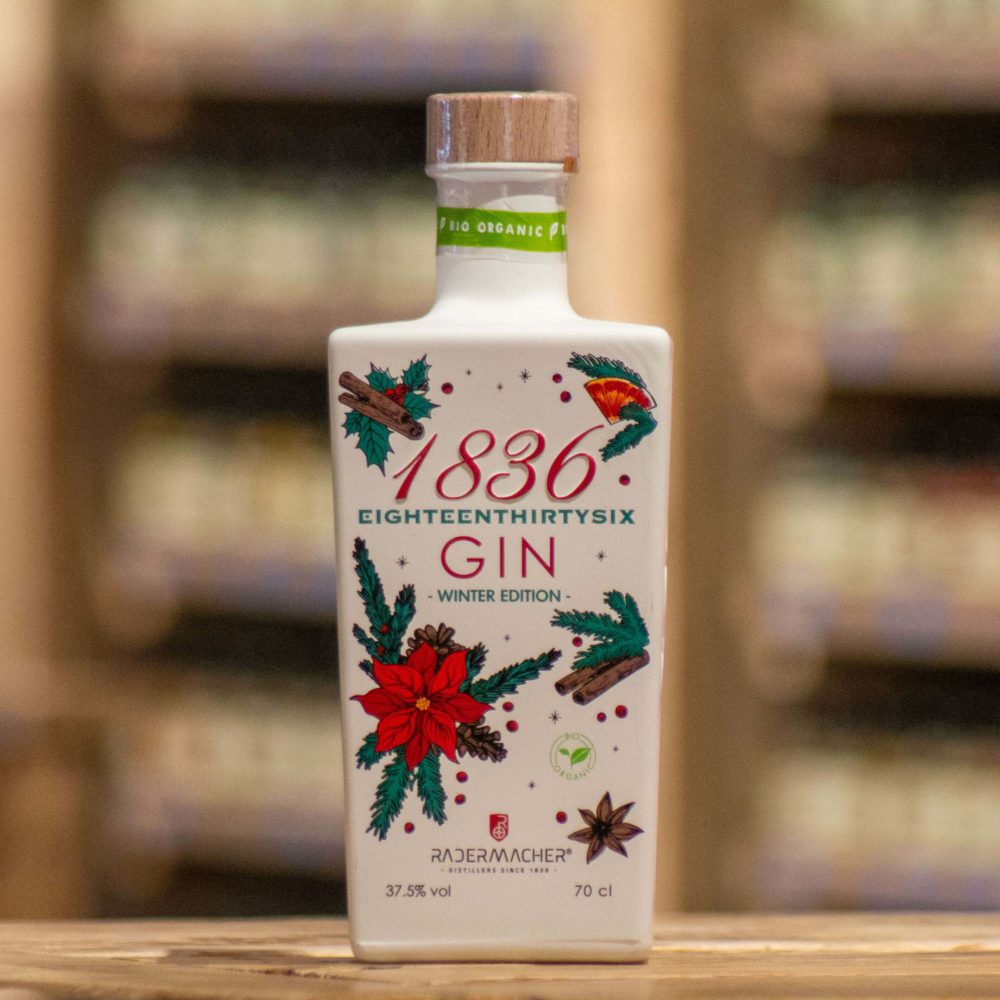 BIO ORGANIC
1836
EIGHTEENTHIRTYSIX
GIN
- WINTER EDITION -
BIO
ORGANIC
RADERMACHER®
- DISTILLERS SINCE 1836 -
37.5% vol 70 cl